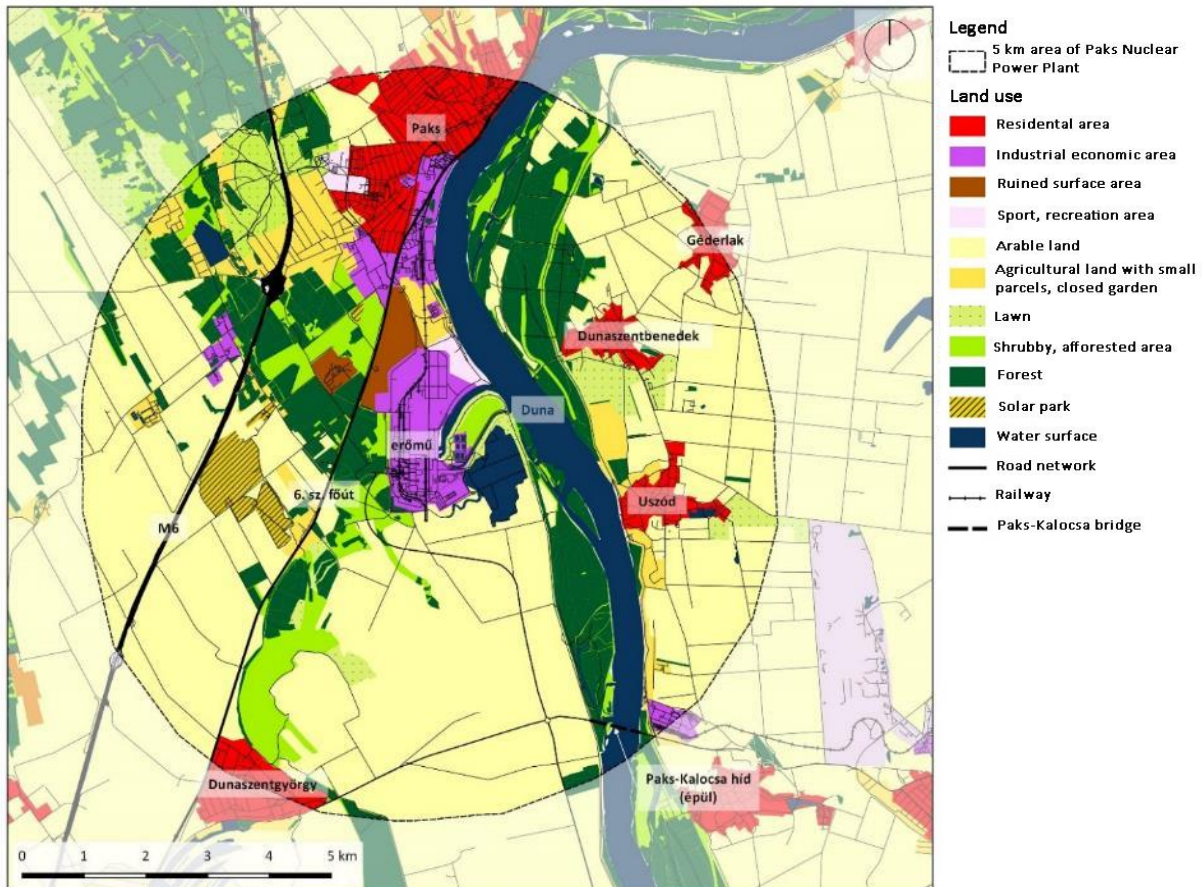 Paks
Géderlak
Dunaszentbenedek
Duna
erőmű
6. sz. főút
Uszód
M6
Dunaszentgyörgy
Paks-Kalocsa híd
(épül)
0 1 2 3 4 5 km
Legend
5 km area of Paks Nuclear
Power Plant
Land use
Residental area
Industrial economic area
Ruined surface area
Sport, recreation area
Arable land
Agricultural land with small
parcels, closed garden
Lawn
Shrubby, afforested area
Forest
Solar park
Water surface
Road network
Railway
Paks-Kalocsa bridge